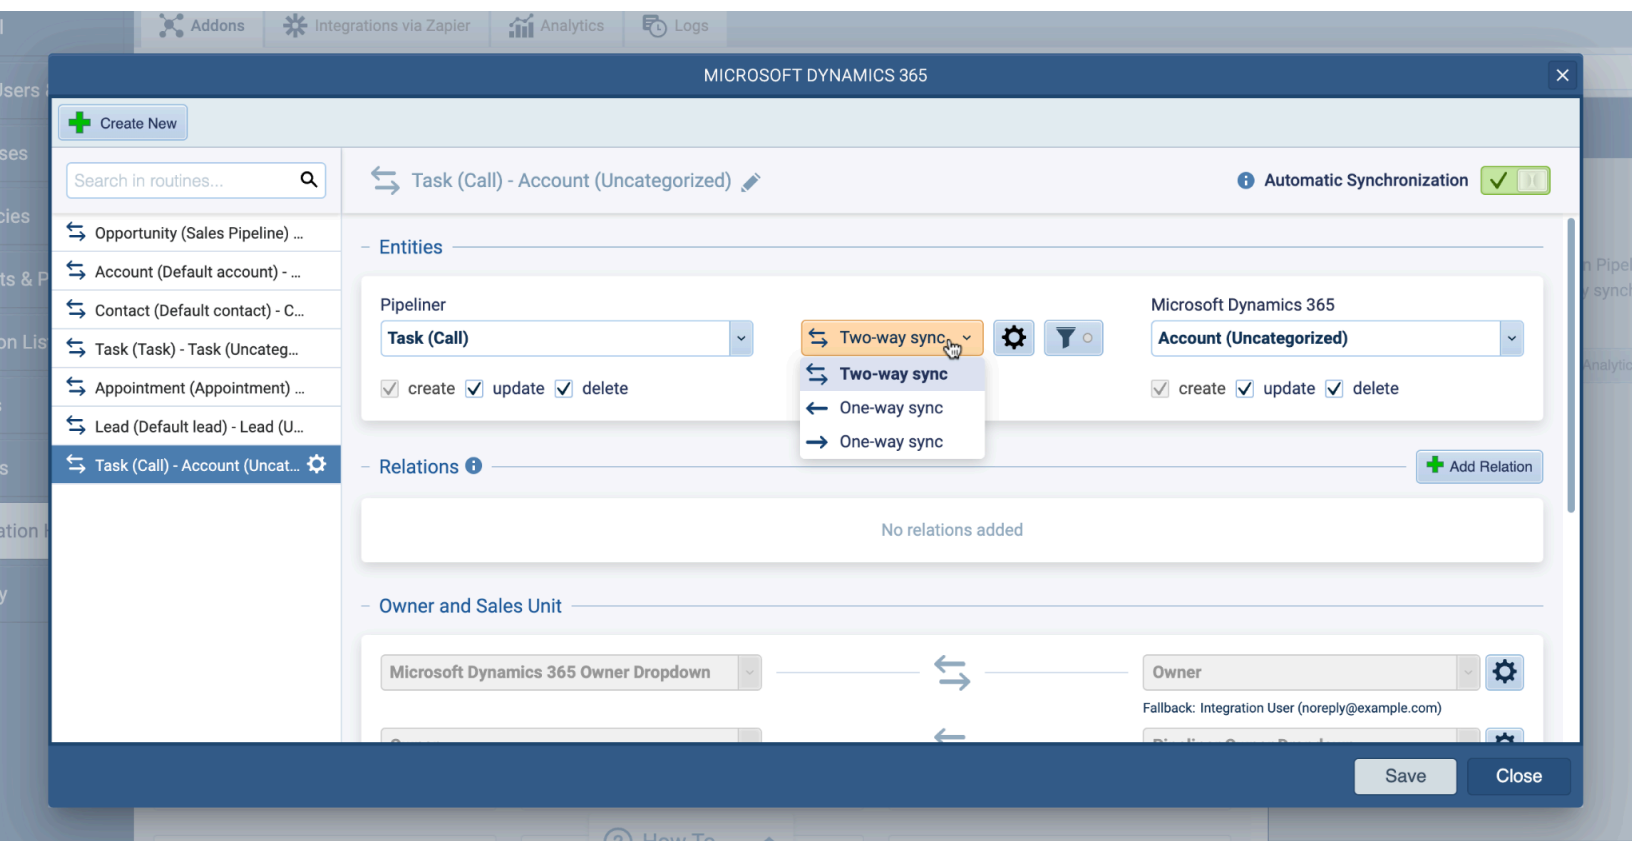 Addons
Integrations via Zapier
Analytics
Logs
MICROSOFT DYNAMICS 365
Create New
Search in routines...
Task (Call) - Account (Uncategorized)
Automatic Synchronization
Opportunity (Sales Pipeline) ...
Account (Default account) - ...
Contact (Default contact) - C...
Task (Task) - Task (Uncateg...
Appointment (Appointment) ...
Lead (Default lead) - Lead (U...
Task (Call) - Account (Uncat...
Entities
Pipeliner
Microsoft Dynamics 365
Task (Call)
Two-way sync
Account (Uncategorized)
Two-way sync
One-way sync
One-way sync
create update delete
create update delete
Relations
Add Relation
No relations added
Owner and Sales Unit
Microsoft Dynamics 365 Owner Dropdown
Owner
Fallback: Integration User (noreply@example.com)
Save
Close
How To